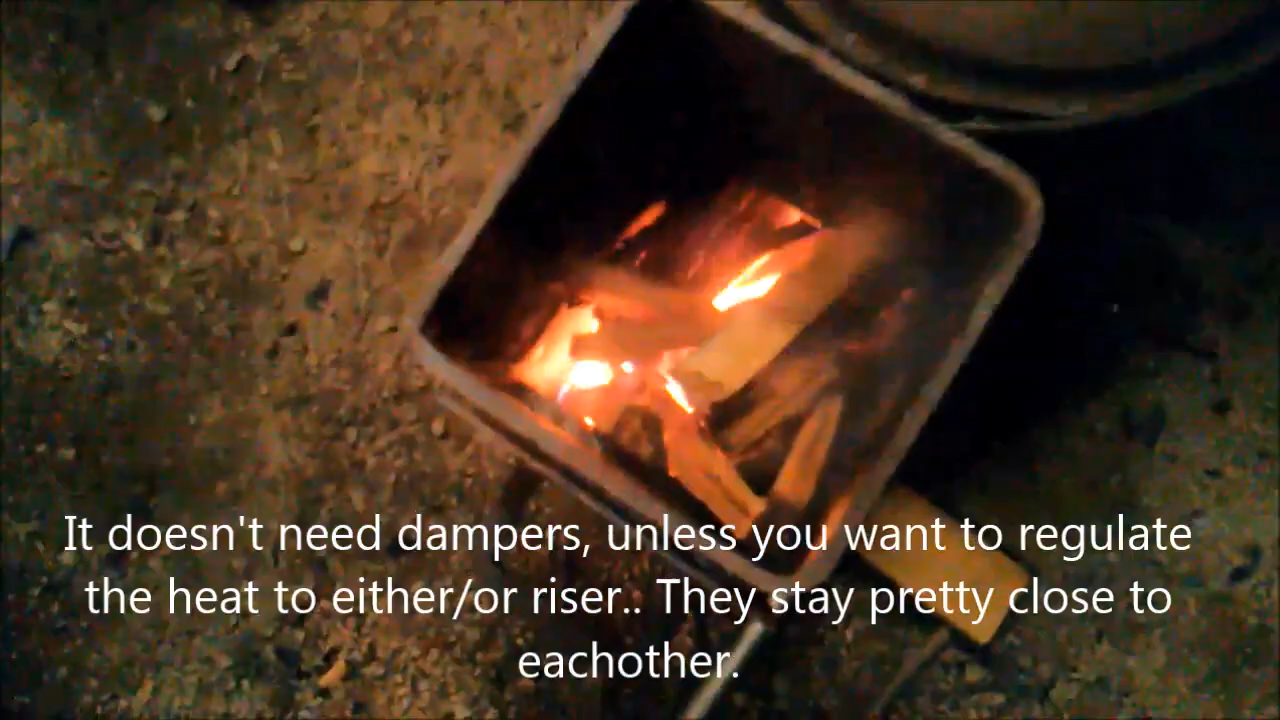 It doesn't need dampers, unless you want to regulate
the heat to either/or riser.. They stay pretty close to
eachother.